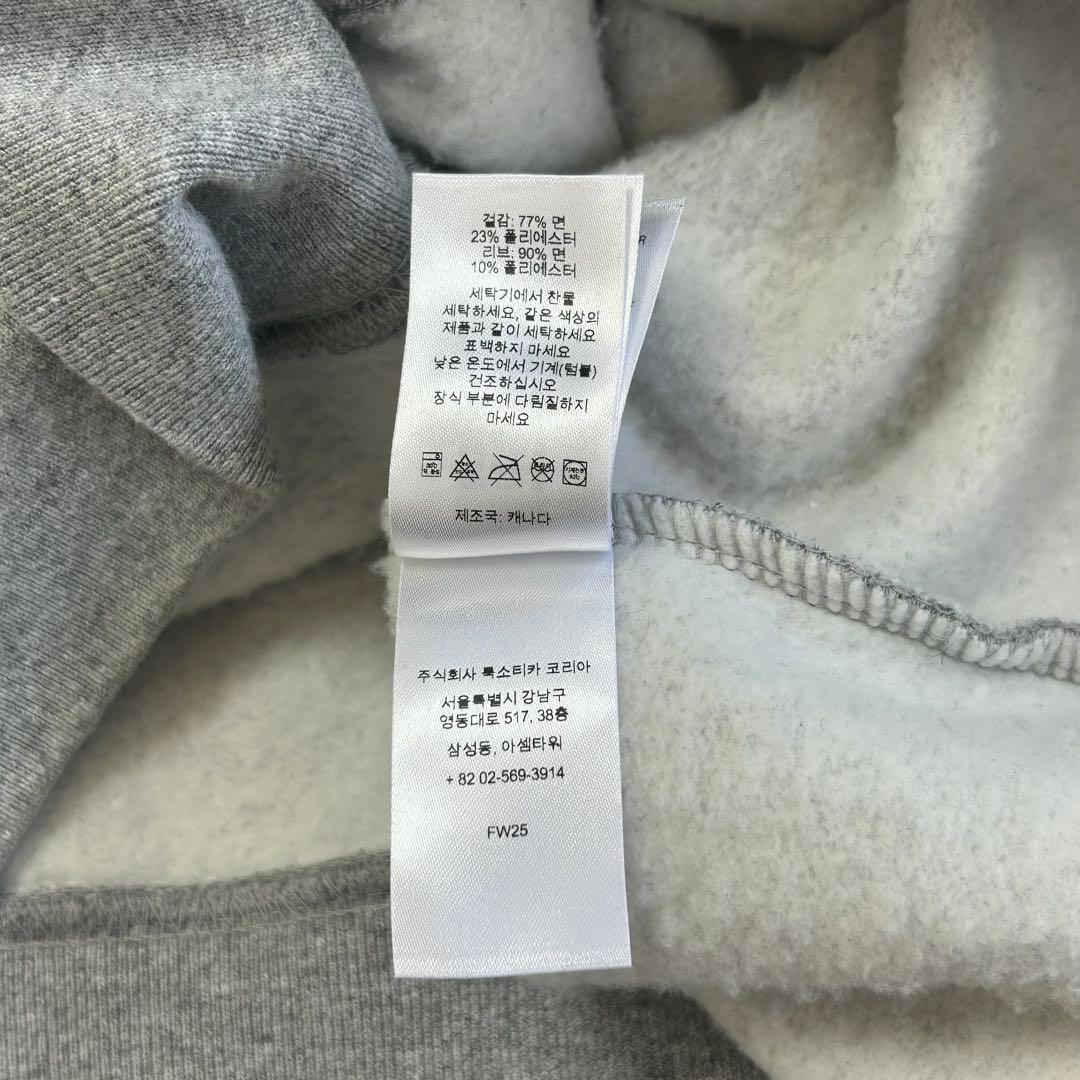 걸감: 77% 면
23% 폴리에스터
리브: 90% 면
10% 폴리에스터
세탁기에서 찬물
세탁하세요, 같은 색상의
제품과 같이 세탁하세요
표백하지 마세요
낮은 온도에서 기계(텀블)
건조하십시오
장식 부분에 다림질하지
마세요
제조국: 캐나다
주식회사 룩소티카 코리아
서울특별시 강남구
영동대로 517, 38층
삼성동, 아셈타워
+ 82 02-569-3914
FW25
R